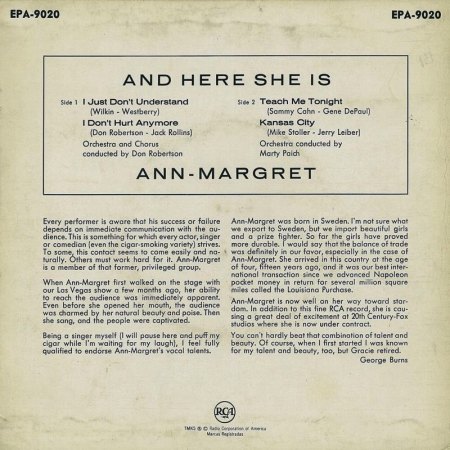 EPA-9020
EPA-9020
AND HERE SHE IS
Side 1 I Just Don't Understand
(Wilkin - Westberry)
I Don't Hurt Anymore
(Don Robertson - Jack Rollins)
Orchestra and Chorus
conducted by Don Robertson
Side 2 Teach Me Tonight
(Sammy Cahn - Gene DePaul)
Kansas City
(Mike Stoller - Jerry Leiber)
Orchestra conducted by
Marty Paich
ANN-MARGRET
Every performer is aware that his success or failure
depends on immediate communication with the aud-
ience. This is something for which every actor, singer
or comedian (even the cigar-smoking variety) strives.
To some, this contact seems to come easily and na-
turally. Others must work hard for it. Ann-Margret
is a member of that former, privileged group.
When Ann-Margret first walked on the stage with
our Las Vegas show a few months ago, her ability
to reach the audience was immediately apparent.
Even before she opened her mouth, the audience
was charmed by her natural beauty and poise. Then
she sang, and the people were captivated.
Being a singer myself (I will pause here and puff my
cigar while I'm waiting for my laugh), I feel fully
qualified to endorse Ann-Margret's vocal talents.
Ann-Margret was born in Sweden. I'm not sure what
we export to Sweden, but we import beautiful girls
and a prize fighter. So far the girls have proved
more durable. I would say that the balance of trade
was definitely in our favor, especially in the case of
Ann-Margret. She arrived in this country at the age
of four, fifteen years ago, and it was our best inter-
national transaction since we advanced Napoleon
pocket money in return for several million square
miles called the Louisiana Purchase.
Ann-Margret is now well on her way toward star-
dom. In addition to this fine RCA record, she is cau-
sing a great deal of excitement at 20th Century-Fox
studios where she is now under contract.
You can't hardly beat that combination of talent and
beauty. Of course, when I first started I was known
for my talent and beauty, too, but Gracie retired.
George Burns
RCA
TMKS ® © Radio Corporation of America
Marcas Registradas